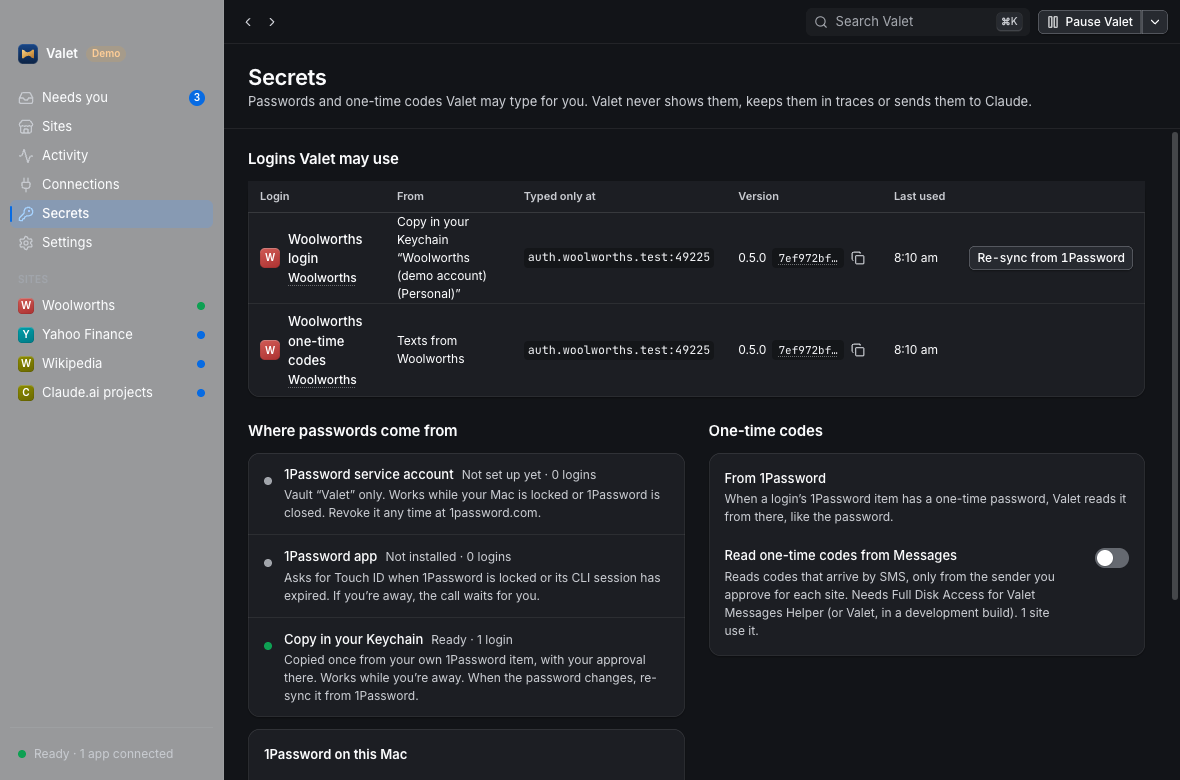 Search Valet
⌘K
Pause Valet
Valet
Demo
Needs you
3
Sites
Activity
Connections
Secrets
Settings
SITES
W
Woolworths
Y
Yahoo Finance
W
Wikipedia
C
Claude.ai projects
Ready · 1 app connected
Secrets
Passwords and one-time codes Valet may type for you. Valet never shows them, keeps them in traces or sends them to Claude.
Logins Valet may use
Login
From
Typed only at
Version
Last used
W
Woolworths
login
Woolworths
Copy in your
Keychain
“Woolworths
(demo account)
(Personal)”
auth.woolworths.test:49225
0.5.0
7ef972bf…
8:10 am
Re-sync from 1Password
W
Woolworths
one-time
codes
Woolworths
Texts from
Woolworths
auth.woolworths.test:49225
0.5.0
7ef972bf…
8:10 am
Where passwords come from
1Password service account Not set up yet · 0 logins
Vault “Valet” only. Works while your Mac is locked or 1Password is
closed. Revoke it any time at 1password.com.
1Password app Not installed · 0 logins
Asks for Touch ID when 1Password is locked or its CLI session has
expired. If you’re away, the call waits for you.
Copy in your Keychain Ready · 1 login
Copied once from your own 1Password item, with your approval
there. Works while you’re away. When the password changes, re-
sync it from 1Password.
1Password on this Mac
One-time codes
From 1Password
When a login’s 1Password item has a one-time password, Valet reads it
from there, like the password.
Read one-time codes from Messages
Reads codes that arrive by SMS, only from the sender you
approve for each site. Needs Full Disk Access for Valet
Messages Helper (or Valet, in a development build). 1 site
use it.